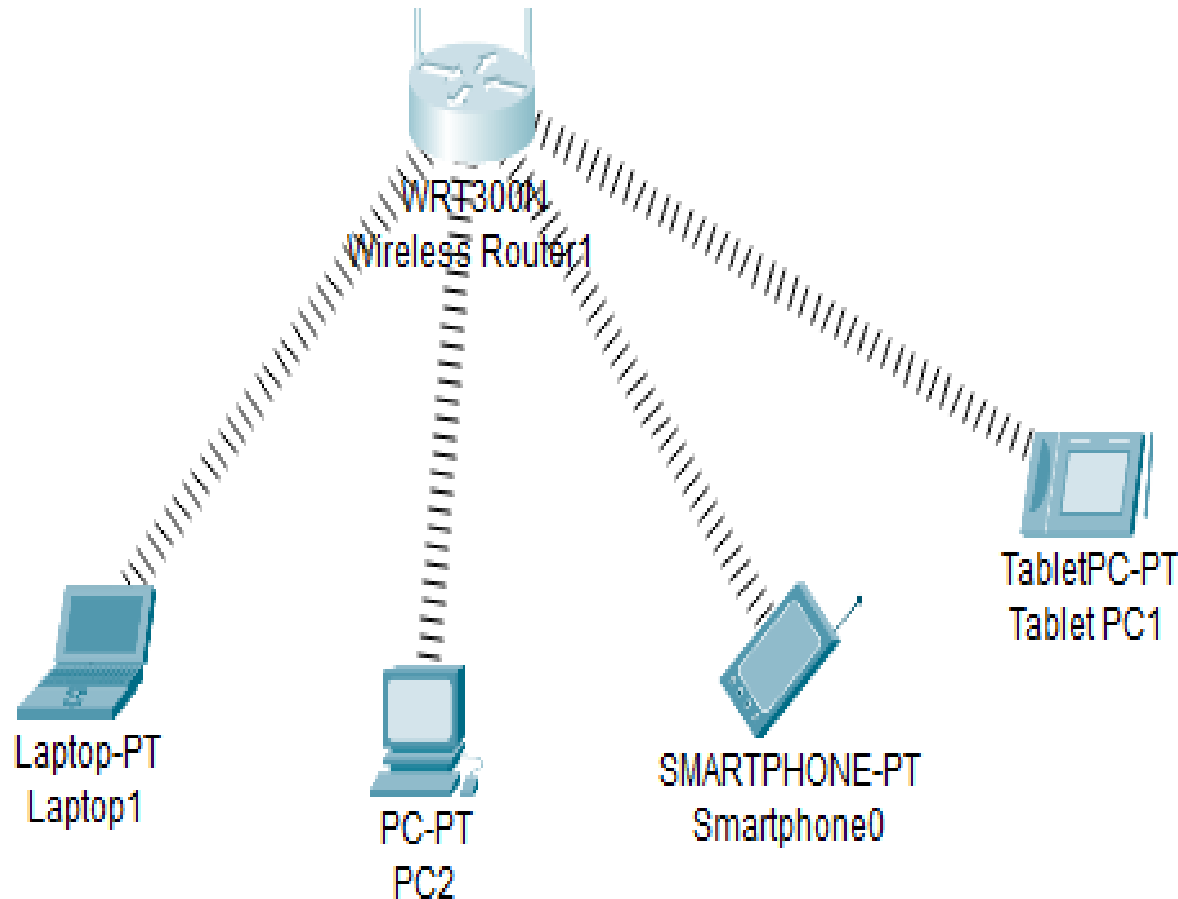 WRT300N
Wireless Router1
TabletPC-PT
Tablet PC1
Laptop-PT
Laptop1
SMARTPHONE-PT
Smartphone0
PC-PT
PC2